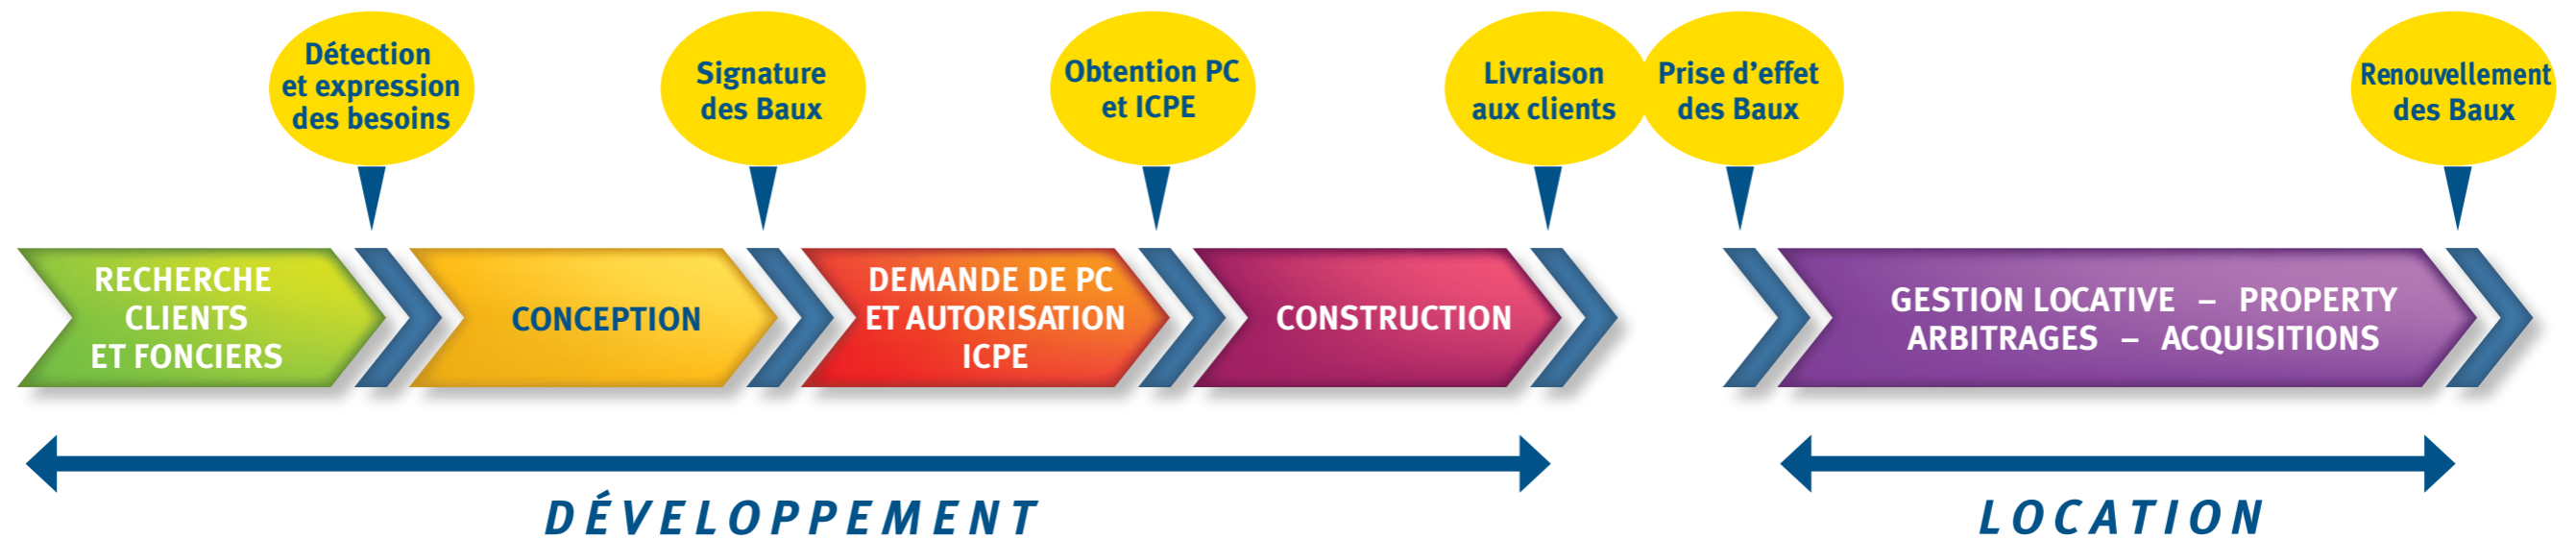 Détection
et expression
des besoins
Signature
des Baux
Obtention PC
et ICPE
Livraison
aux clients
Prise d’effet
des Baux
Renouvellement
des Baux
RECHERCHE
CLIENTS
ET FONCIERS
CONCEPTION
DEMANDE DE PC
ET AUTORISATION
ICPE
CONSTRUCTION
GESTION LOCATIVE – PROPERTY
ARBITRAGES – ACQUISITIONS
DÉVELOPPEMENT
LOCATION